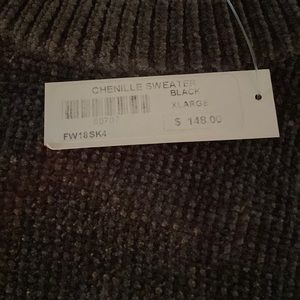 CHENILLE SWEATER
BLACK
XLARGE
$ 148.00
FW18SK4